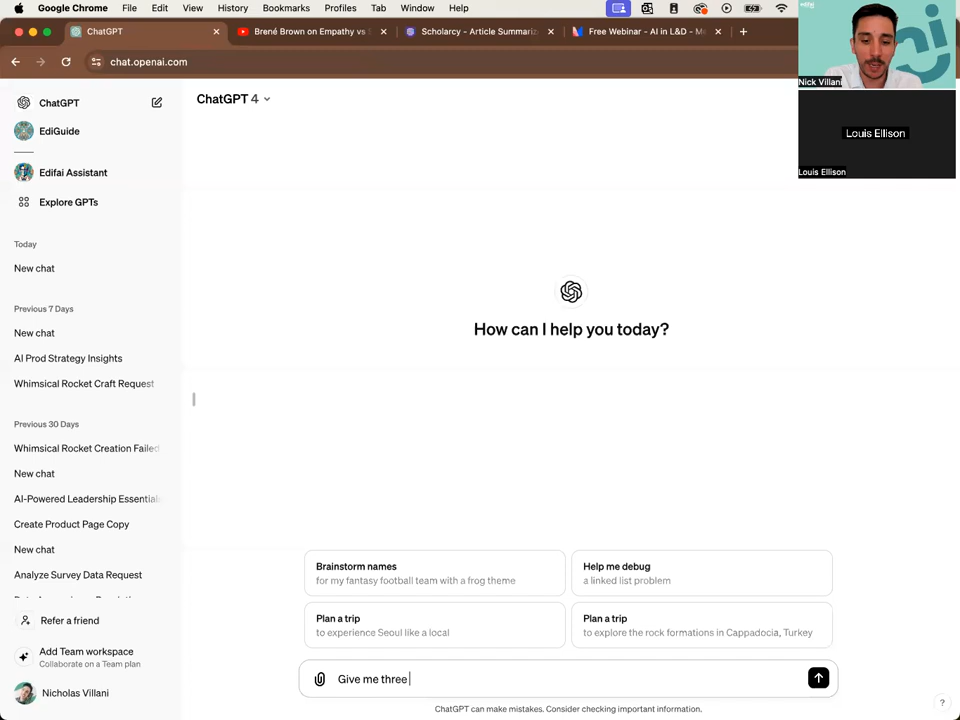 Google Chrome File Edit View History Bookmarks Profiles Tab Window Help
ChatGPT
Brené Brown on Empathy vs
Scholarcy - Article Summariz
Free Webinar - AI in L&D - Me
chat.openai.com
Nick Villani
Louis Ellison
Louis Ellison
ChatGPT
EdiGuide
Edifai Assistant
Explore GPTs
Today
New chat
Previous 7 Days
New chat
AI Prod Strategy Insights
Whimsical Rocket Craft Request
Previous 30 Days
Whimsical Rocket Creation Failed
New chat
AI-Powered Leadership Essentials
Create Product Page Copy
New chat
Analyze Survey Data Request
Refer a friend
Add Team workspace
Collaborate on a Team plan
Nicholas Villani
ChatGPT 4
How can I help you today?
Brainstorm names
for my fantasy football team with a frog theme
Help me debug
a linked list problem
Plan a trip
to experience Seoul like a local
Plan a trip
to explore the rock formations in Cappadocia, Turkey
Give me three
ChatGPT can make mistakes. Consider checking important information.
?